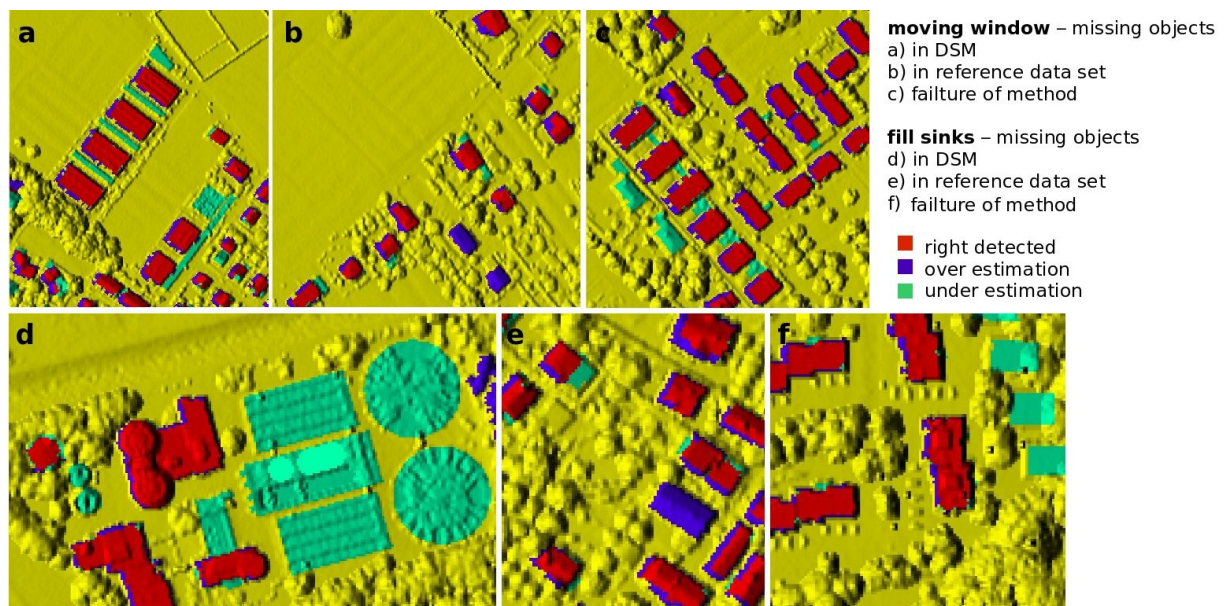 a
b
c
moving window – missing objects
a) in DSM
b) in reference data set
c) failture of method
fill sinks – missing objects
d) in DSM
e) in reference data set
f) failture of method
right detected
over estimation
under estimation
d
e
f